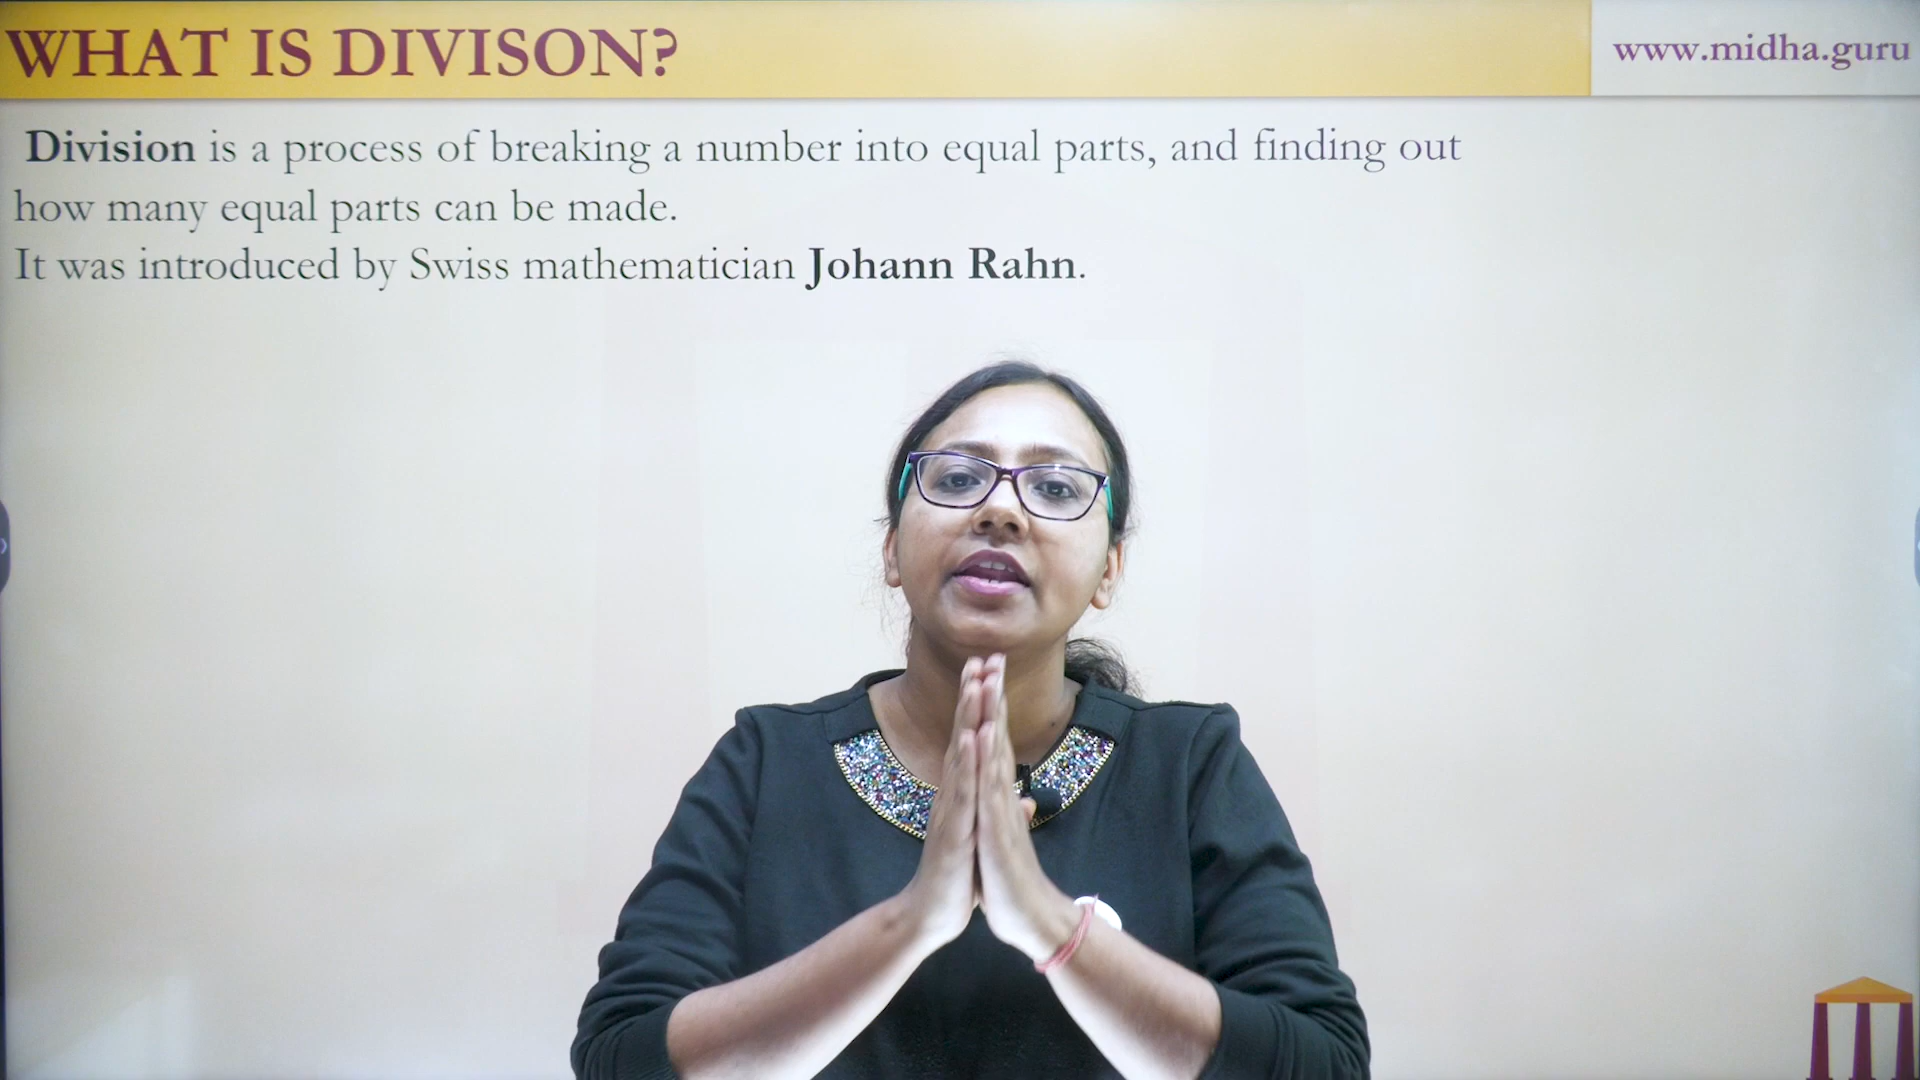 WHAT IS DIVISON?
www.midha.guru
Division is a process of breaking a number into equal parts, and finding out
how many equal parts can be made.
It was introduced by Swiss mathematician Johann Rahn.